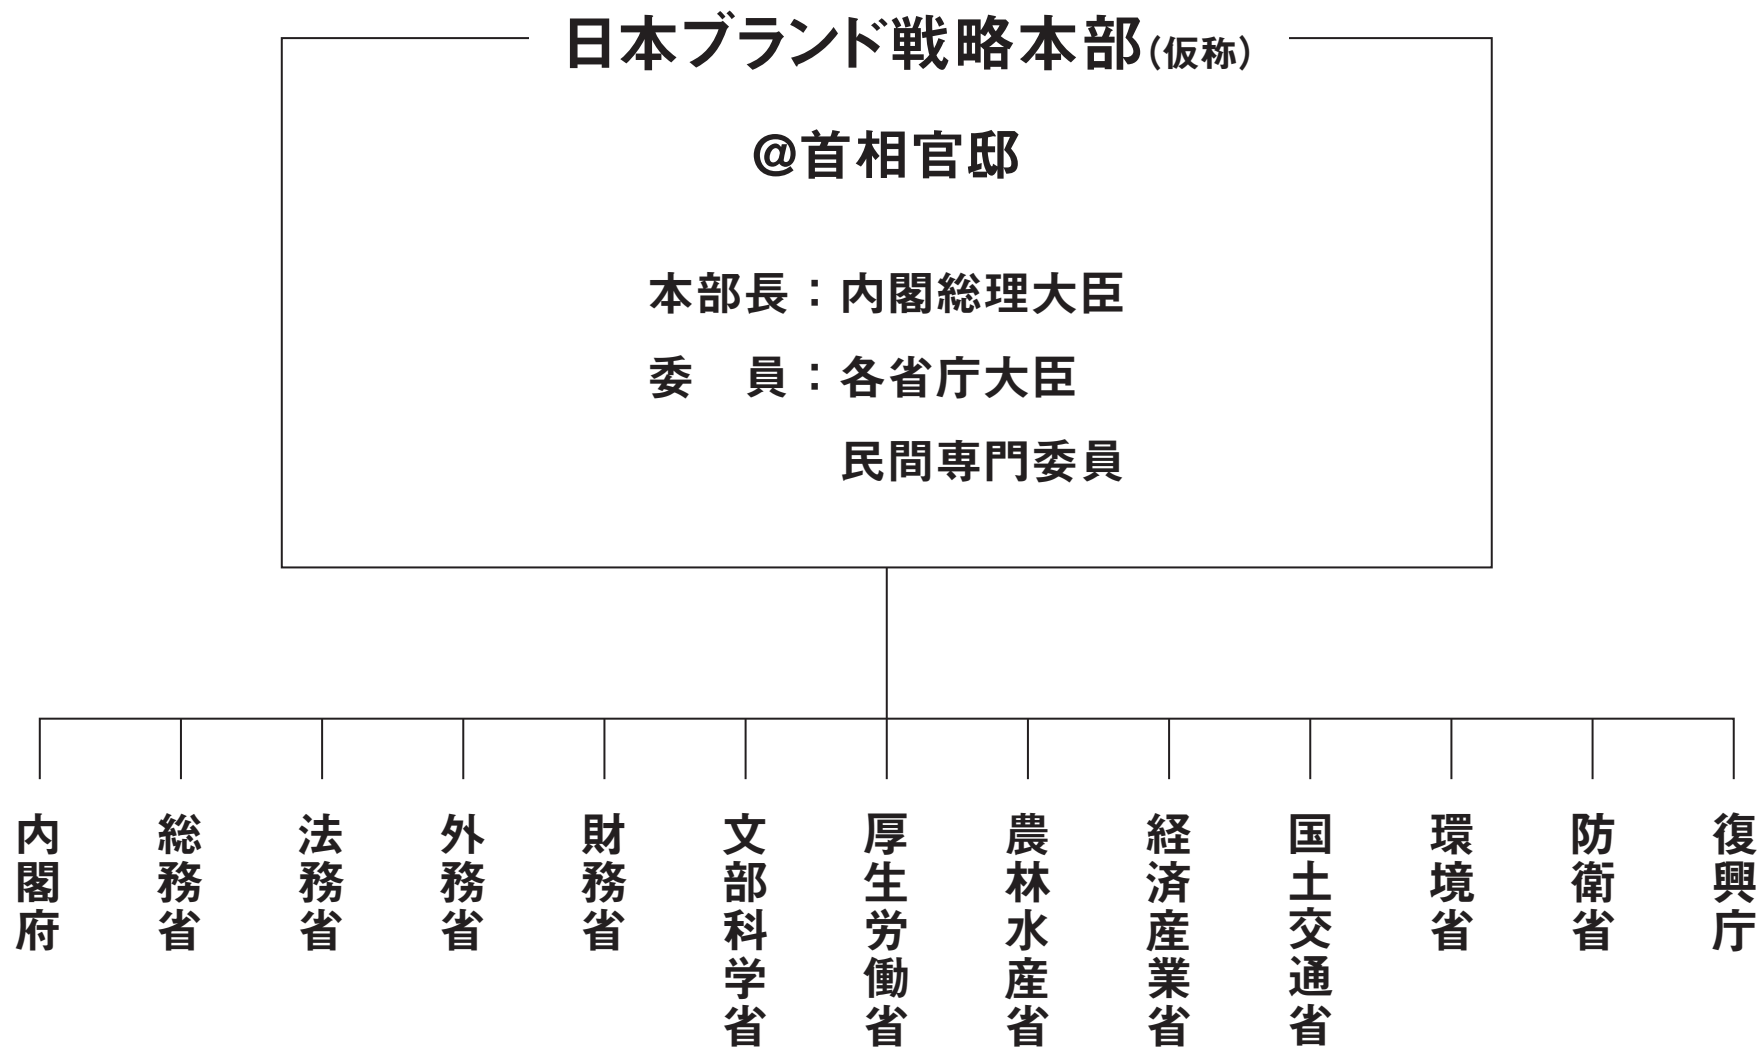 日本ブランド戦略本部(仮称)
@首相官邸
本部長：内閣総理大臣
委　員：各省庁大臣
民間専門委員
内閣府
総務省
法務省
外務省
財務省
文部科学省
厚生労働省
農林水産省
経済産業省
国土交通省
環境省
防衛省
復興庁